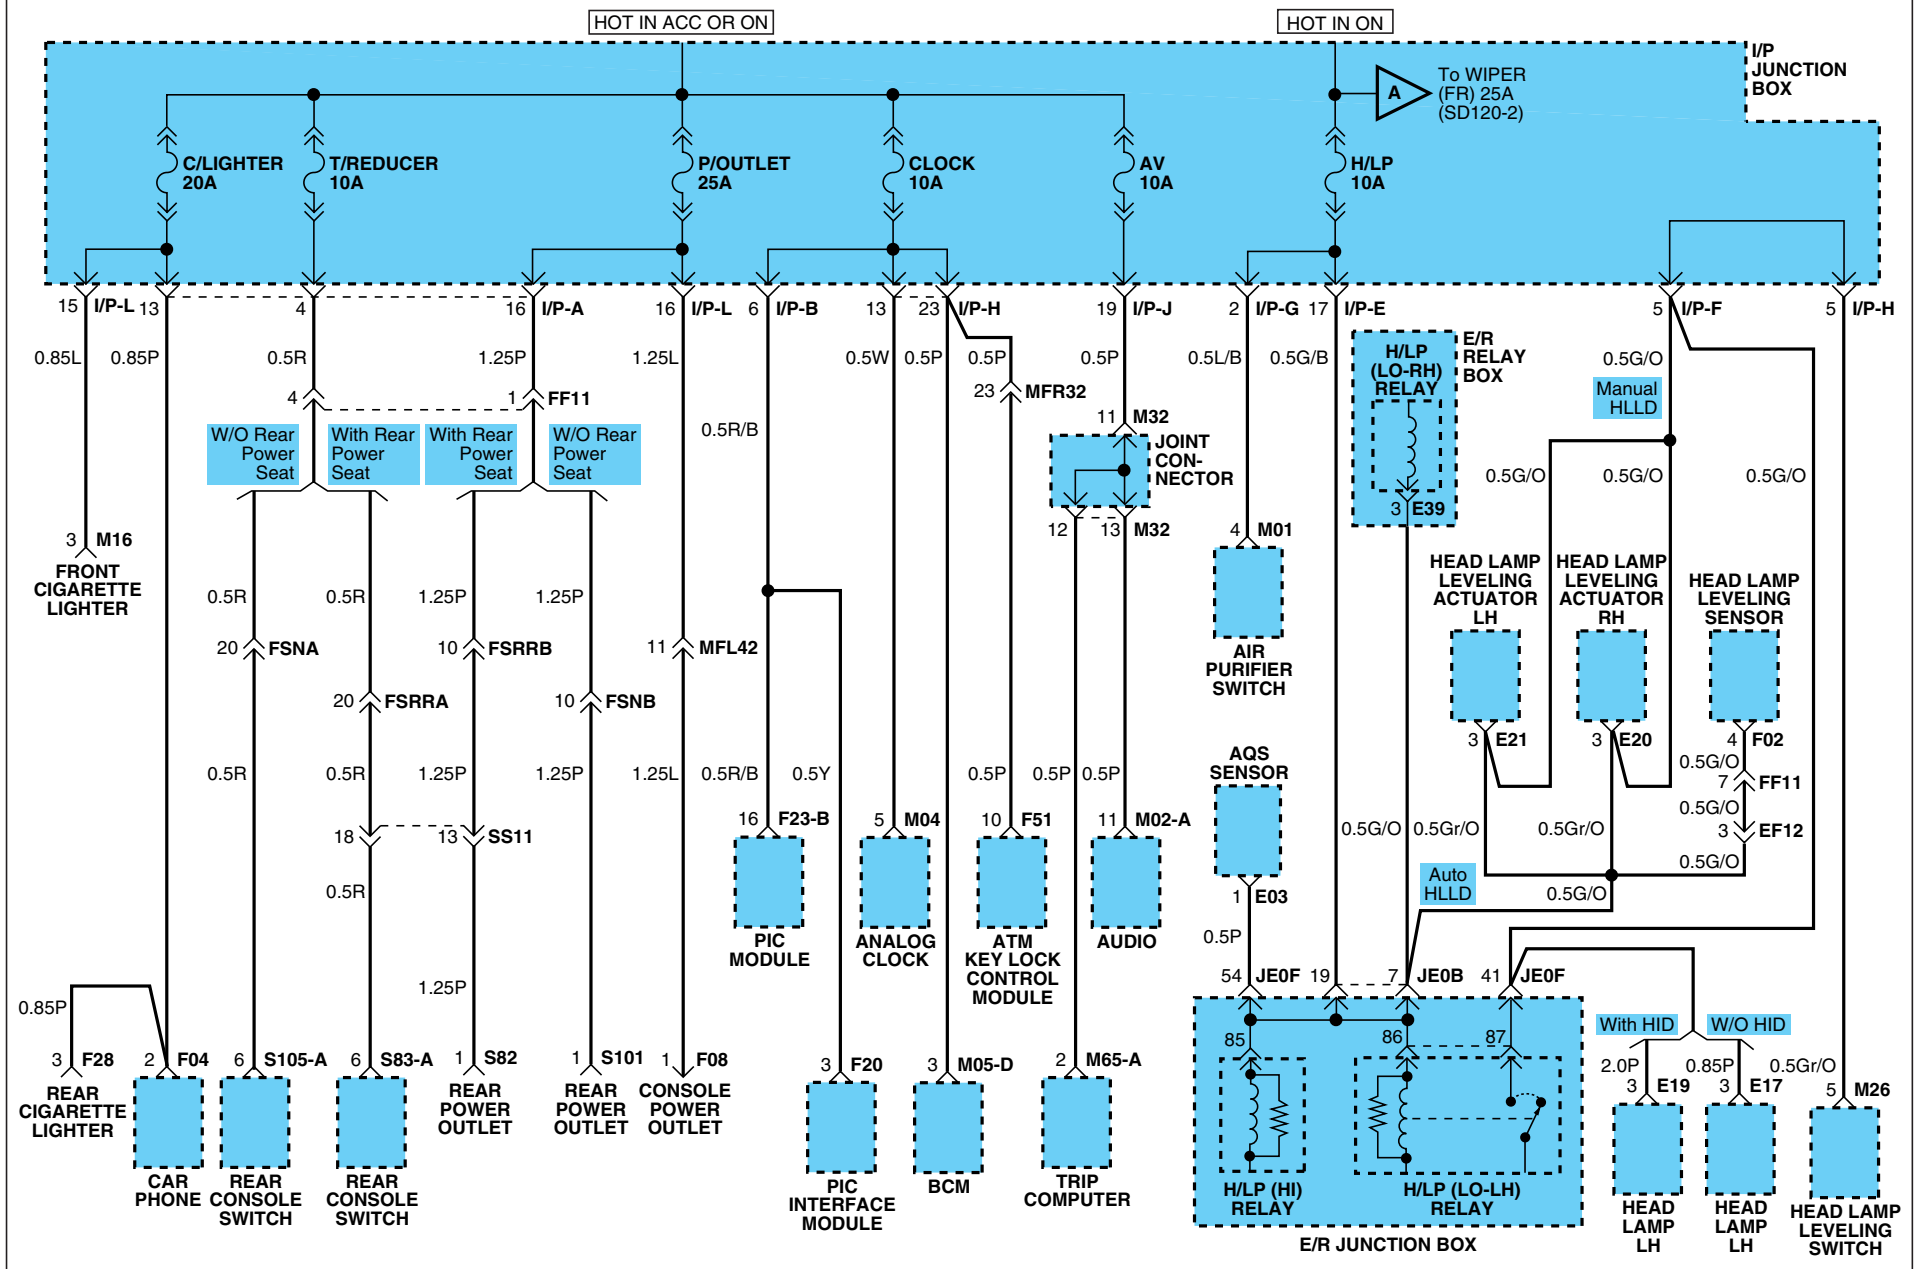 HOT IN ACC OR ON
HOT IN ON
I/P
JUNCTION
BOX
A
To WIPER
(FR) 25A
(SD120-2)
C/LIGHTER
20A
T/REDUCER
10A
P/OUTLET
25A
CLOCK
10A
AV
10A
H/LP
10A
15 I/P-L 13
4
16 I/P-A
16 I/P-L
6 I/P-B
13
23 I/P-H
19 I/P-J
2 I/P-G
17 I/P-E
5 I/P-F
5 I/P-H
0.85L
0.85P
0.5R
1.25P
1.25L
0.5W
0.5P
0.5P
0.5P
0.5L/B
0.5G/B
H/LP
(LO-RH)
RELAY
E/R
RELAY
BOX
0.5G/O
Manual
HLLD
4
1 FF11
23 MFR32
11 M32
0.5R/B
W/O Rear
Power
Seat
With Rear
Power
Seat
With Rear
Power
Seat
W/O Rear
Power
Seat
JOINT
CON-
NECTOR
0.5G/O
0.5G/O
0.5G/O
3 E39
12
13 M32
4 M01
3 M16
FRONT
CIGARETTE
LIGHTER
HEAD LAMP
LEVELING
ACTUATOR
LH
HEAD LAMP
LEVELING
ACTUATOR
RH
HEAD LAMP
LEVELING
SENSOR
0.5R
0.5R
1.25P
1.25P
20 FSNA
10 FSRRB
11 MFL42
AIR
PURIFIER
SWITCH
20 FSRRA
10 FSNB
3 E21
3 E20
4 F02
AQS
SENSOR
0.5G/O
7 FF11
0.5R
0.5R
1.25P
1.25P
1.25L
0.5R/B
0.5Y
0.5P
0.5P
0.5P
0.5G/O
3 EF12
0.5G/O
0.5Gr/O
0.5Gr/O
0.5G/O
18
13 SS11
16 F23-B
5 M04
10 F51
11 M02-A
0.5R
Auto
HLLD
0.5G/O
1 E03
PIC
MODULE
ANALOG
CLOCK
ATM
KEY LOCK
CONTROL
MODULE
AUDIO
0.5P
54 JE0F
19
7 JE0B
41 JE0F
1.25P
0.85P
With HID
W/O HID
85
86
87
2.0P
0.85P
0.5Gr/O
3 F28
2 F04
6 S105-A
6 S83-A
1 S82
1 S101
1 F08
3 F20
3 M05-D
2 M65-A
3 E19
3 E17
5 M26
REAR
CIGARETTE
LIGHTER
CAR
PHONE
REAR
CONSOLE
SWITCH
REAR
CONSOLE
SWITCH
REAR
POWER
OUTLET
REAR
POWER
OUTLET
CONSOLE
POWER
OUTLET
PIC
INTERFACE
MODULE
BCM
TRIP
COMPUTER
H/LP (HI)
RELAY
H/LP (LO-LH)
RELAY
E/R JUNCTION BOX
HEAD
LAMP
LH
HEAD
LAMP
LH
HEAD LAMP
LEVELING
SWITCH